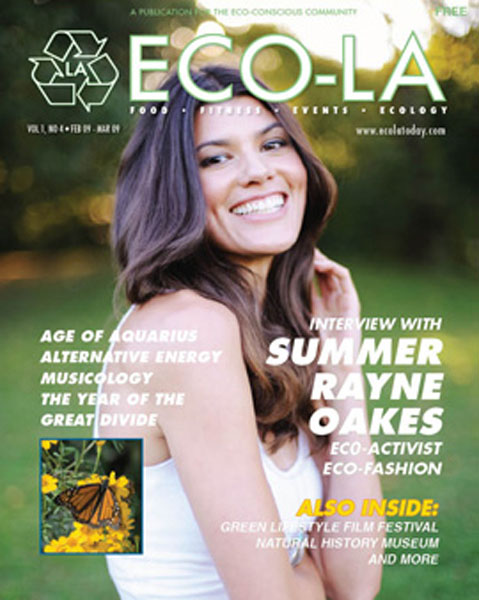 A PUBLICATION FOR THE ECO-CONSCIOUS COMMUNITY
FREE
ALA
ECO-LA
FOOD • FITNESS • EVENTS • ECOLOGY
VOL 1, NO 4 • FEB 09 - MAR 09
www.ecolatoday.com
AGE OF AQUARIUS
ALTERNATIVE ENERGY
MUSICOLOGY
THE YEAR OF THE
GREAT DIVIDE
INTERVIEW WITH
SUMMER
RAYNE
OAKES
ECO-ACTIVIST
ECO-FASHION
ALSO INSIDE:
GREEN LIFESTYLE FILM FESTIVAL
NATURAL HISTORY MUSEUM
AND MORE